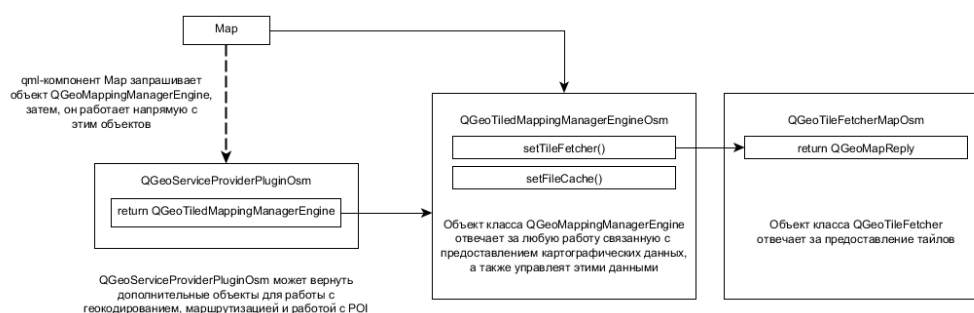 Map
qml-компонент Map запрашивает
объект QGeoMappingManagerEngine,
затем, он работает напрямую с
этим объектов
QGeoServiceProviderPluginOsm
return QGeoTiledMappingManagerEngine
QGeoServiceProviderPluginOsm может вернуть
дополнительные объекты для работы с
геокодированием, маршрутизацией и работой с POI
QGeoTiledMappingManagerEngineOsm
setTileFetcher()
setFileCache()
Объект класса QGeoMappingManagerEngine
отвечает за любую работу связанную с
предоставлением картографических данных,
а также управляет этими данными
QGeoTileFetcherMapOsm
return QGeoMapReply
Объект класса QGeoTileFetcher
отвечает за предоставление тайлов